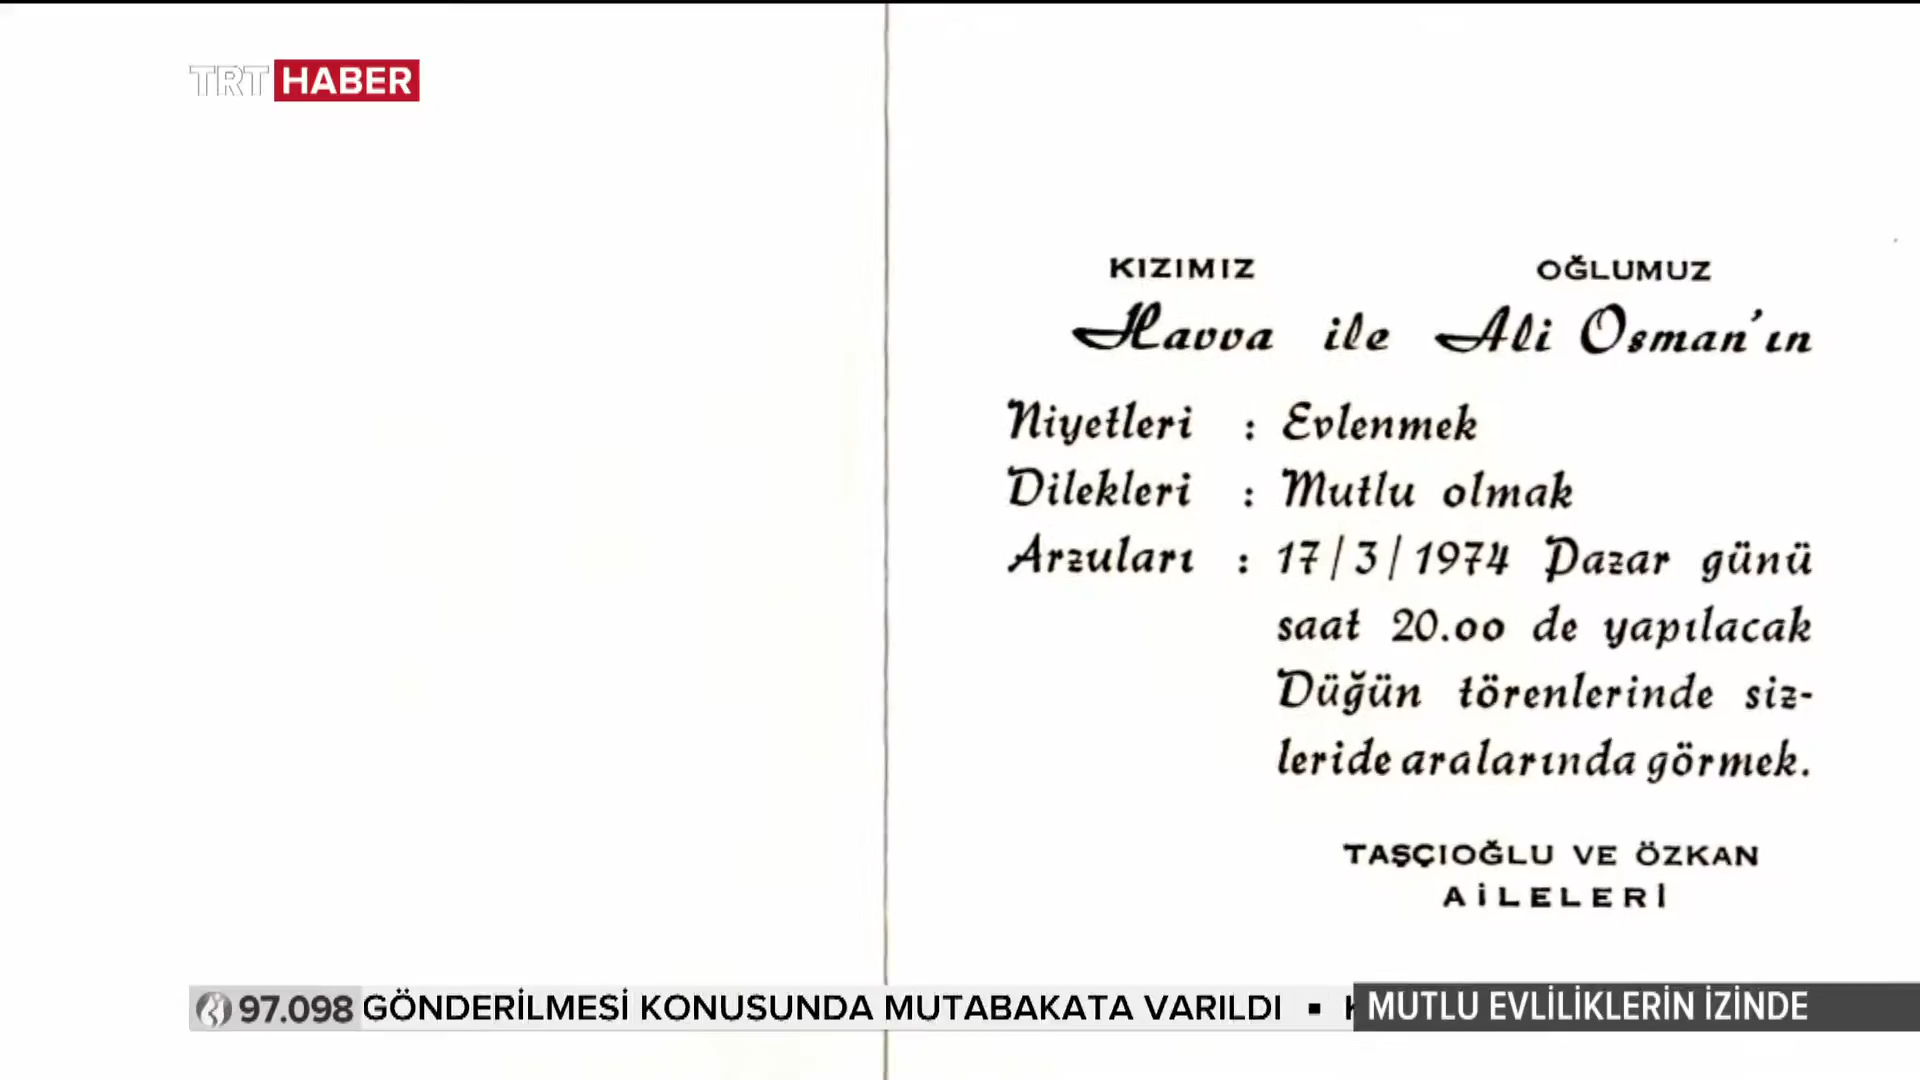 TRT HABER
KIZIMIZ OĞLUMUZ
Havva ile Ali Osman'ın
Niyetleri : Evlenmek
Dilekleri : Mutlu olmak
Arzuları : 17/3/1974 Pazar günü
saat 20.00 de yapılacak
Düğün törenlerinde siz-
leride aralarında görmek.
TAŞÇIOĞLU VE ÖZKAN
AİLELERİ
97.098 GÖNDERİLMESİ KONUSUNDA MUTABAKATA VARILDI ▪
MUTLU EVLİLİKLERİN İZİNDE